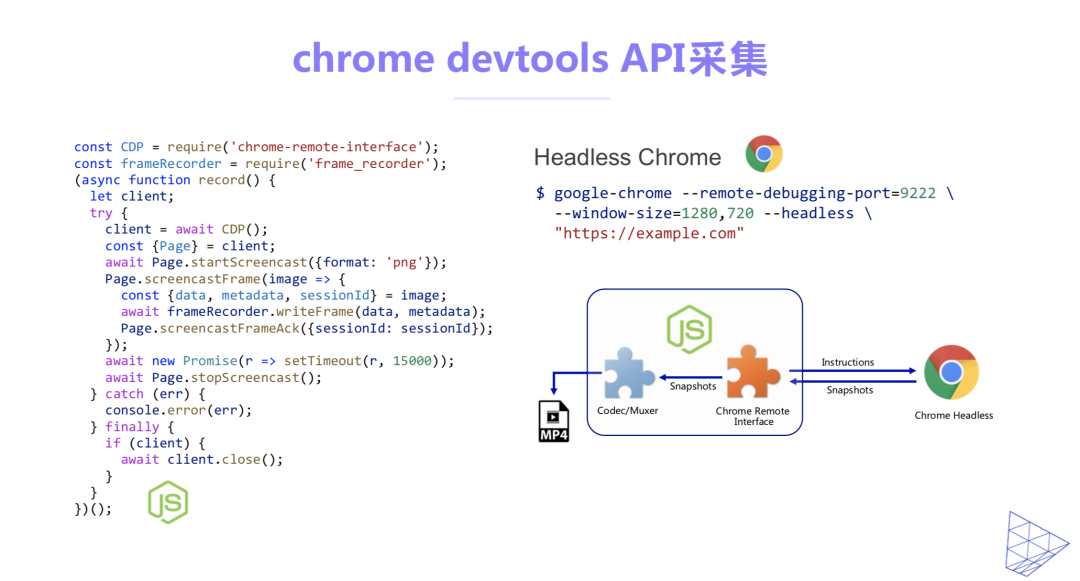 chrome devtools API采集
const CDP = require('chrome-remote-interface');
const frameRecorder = require('frame_recorder');
(async function record() {
  let client;
  try {
    client = await CDP();
    const {Page} = client;
    await Page.startScreencast({format: 'png'});
    Page.screencastFrame(image => {
      const {data, metadata, sessionId} = image;
      await frameRecorder.writeFrame(data, metadata);
      Page.screencastFrameAck({sessionId: sessionId});
    });
    await new Promise(r => setTimeout(r, 15000));
    await Page.stopScreencast();
  } catch (err) {
    console.error(err);
  } finally {
    if (client) {
      await client.close();
    }
  }
})();
JS
Headless Chrome
$ google-chrome --remote-debugging-port=9222 \
  --window-size=1280,720 --headless \
  "https://example.com"
JS
Instructions
Snapshots
Snapshots
Codec/Muxer
Chrome Remote
Interface
Chrome Headless
MP4